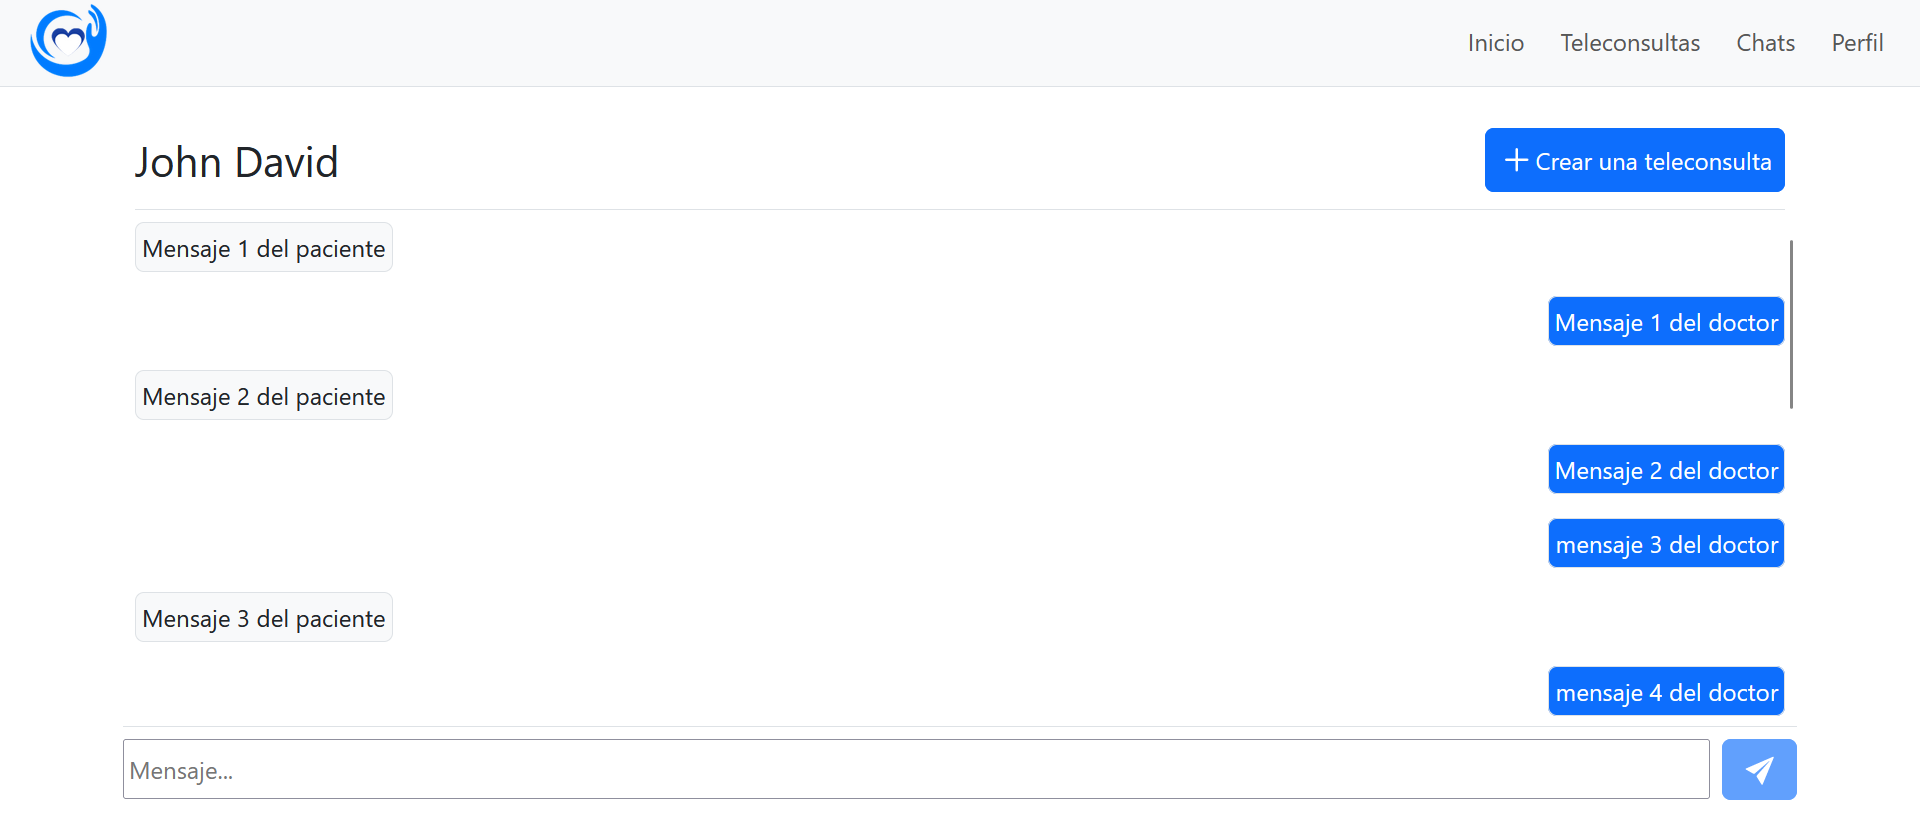 Inicio Teleconsultas Chats Perfil
John David
Crear una teleconsulta
Mensaje 1 del paciente
Mensaje 1 del doctor
Mensaje 2 del paciente
Mensaje 2 del doctor
mensaje 3 del doctor
Mensaje 3 del paciente
mensaje 4 del doctor
Mensaje...